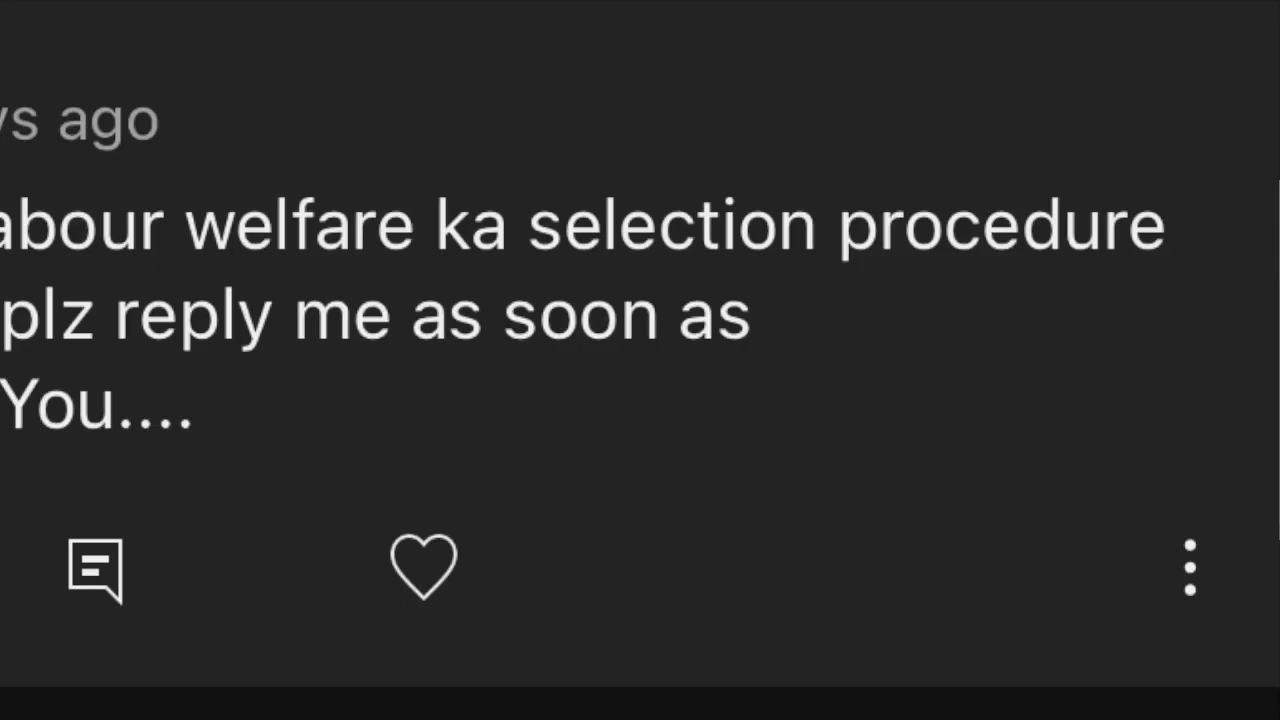 ys ago
abour welfare ka selection procedure
plz reply me as soon as
You....